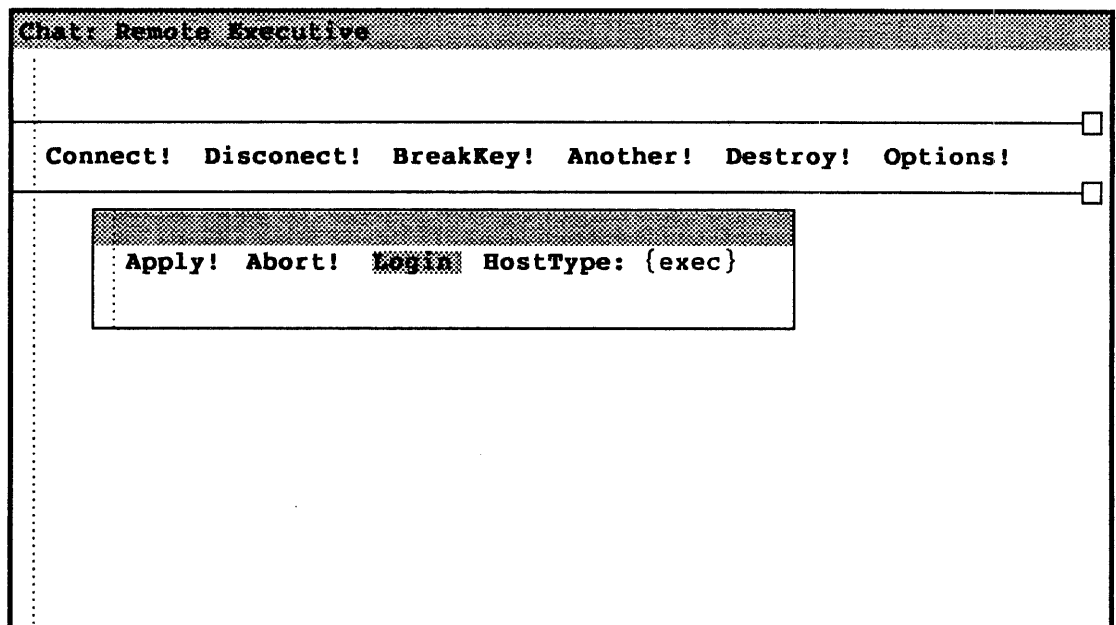 Chat: Remote Executive
Connect! Disconect! BreakKey! Another! Destroy! Options!
Apply! Abort! Login HostType: {exec}